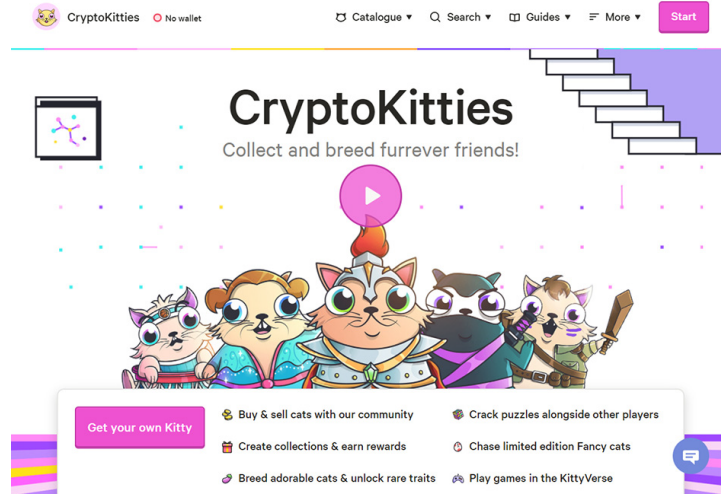 CryptoKitties
No wallet
Catalogue
Search
Guides
More
Start
CryptoKitties
Collect and breed furrever friends!
Get your own Kitty
Buy & sell cats with our community
Create collections & earn rewards
Breed adorable cats & unlock rare traits
Crack puzzles alongside other players
Chase limited edition Fancy cats
Play games in the KittyVerse